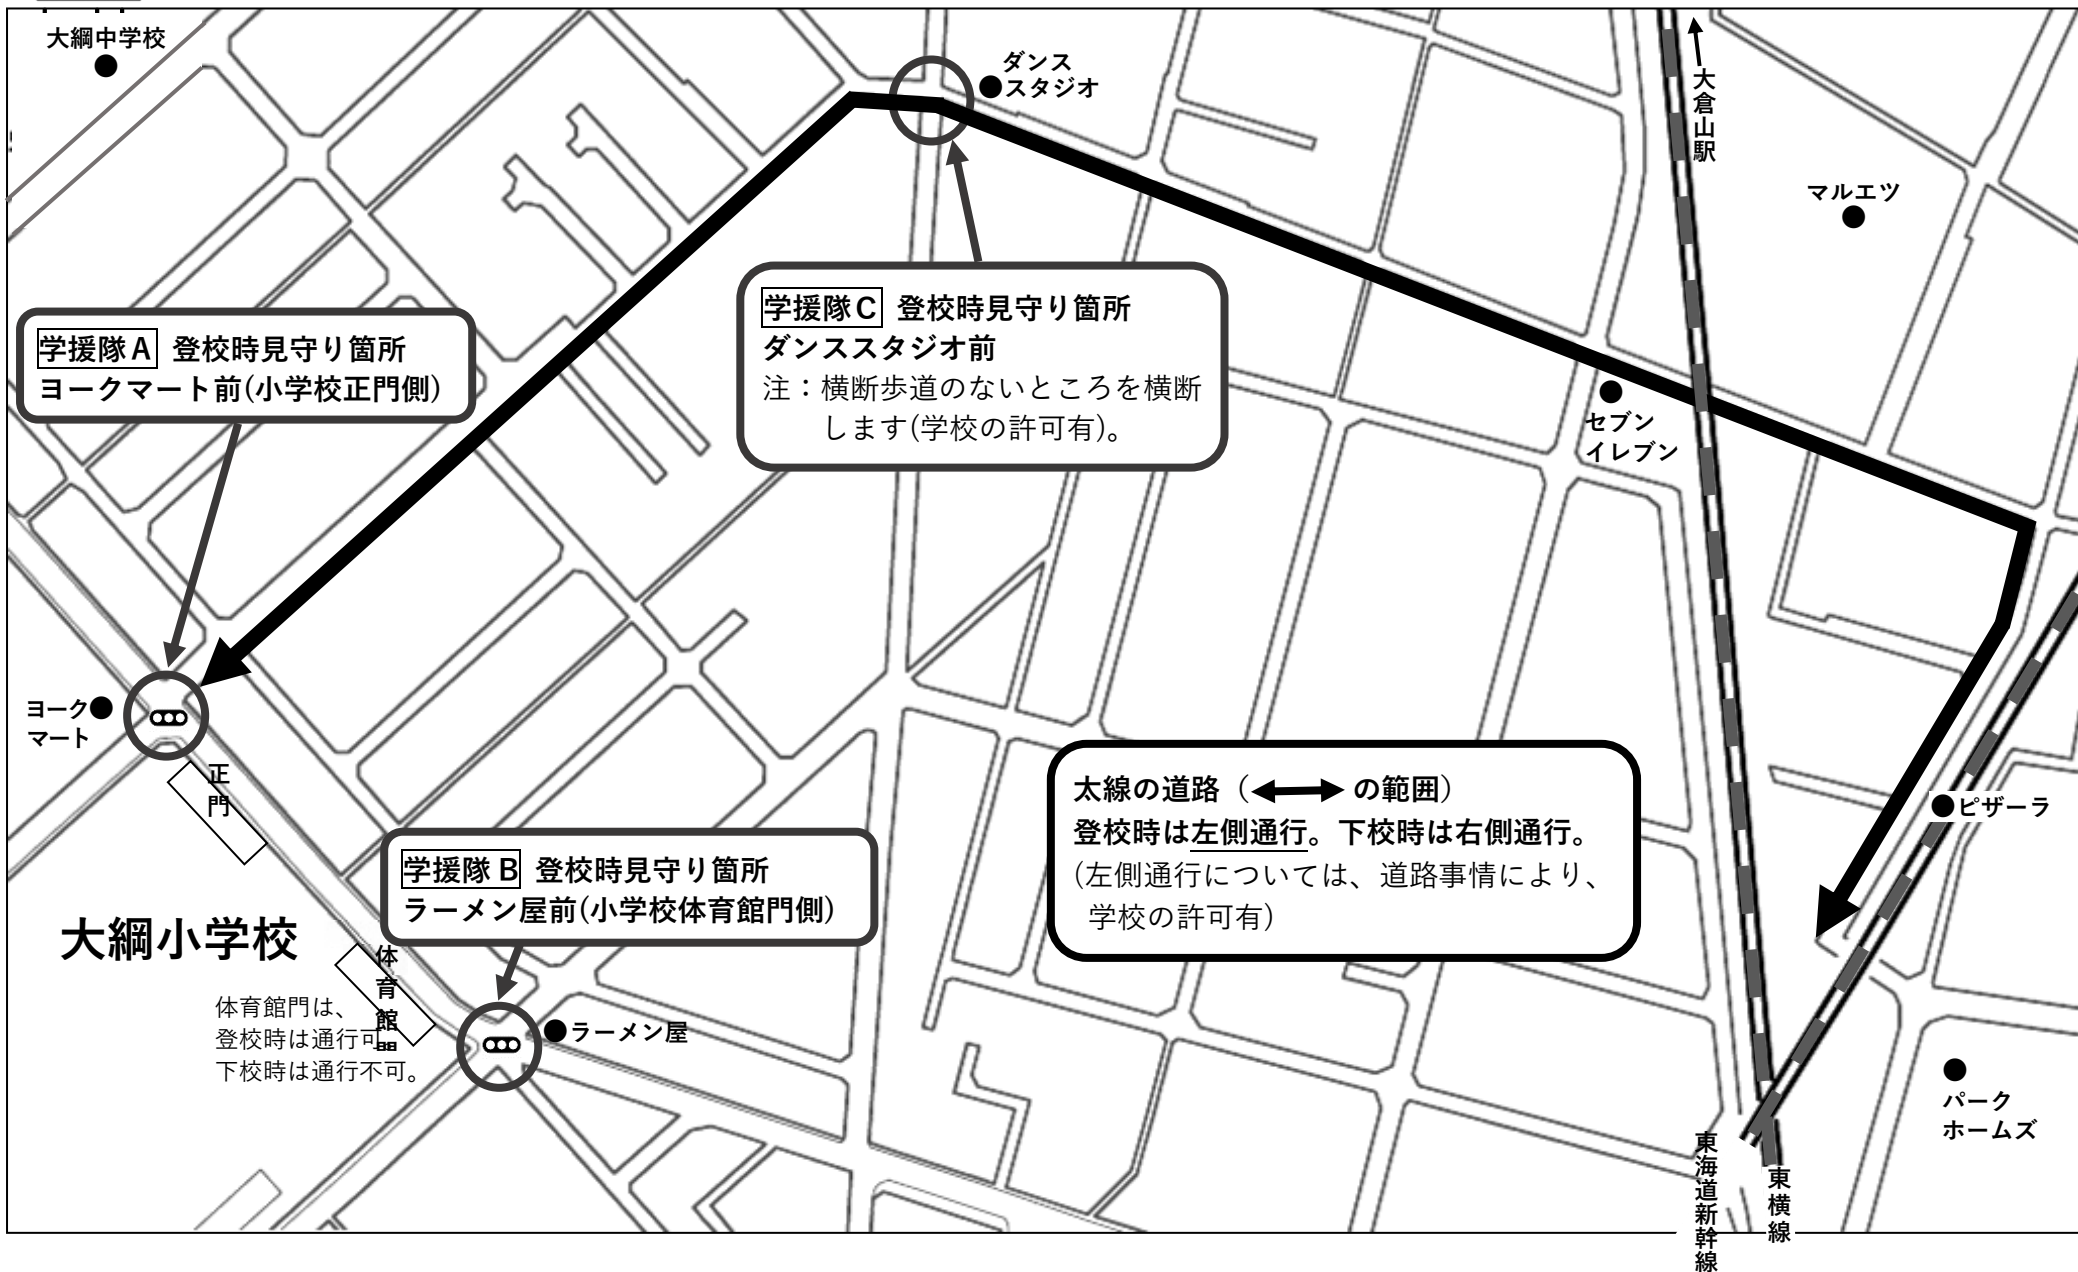 大綱中学校
ダンス
スタジオ
大倉山駅
マルエツ
学援隊C 登校時見守り箇所
ダンススタジオ前
注：横断歩道のないところを横断
します(学校の許可有)。
学援隊A 登校時見守り箇所
ヨークマート前(小学校正門側)
セブン
イレブン
ヨーク
マート
正門
太線の道路（ の範囲）
登校時は左側通行。下校時は右側通行。
(左側通行については、道路事情により、
学校の許可有)
ピザーラ
学援隊B 登校時見守り箇所
ラーメン屋前(小学校体育館門側)
大綱小学校
体育館
体育館門は、
登校時は通行可
下校時は通行不可。
ラーメン屋
パーク
ホームズ
東海道新幹線
東横線